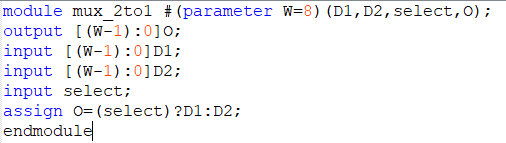 module mux_2to1 #(parameter W=8)(D1,D2,select,O);
output [(W-1):0]O;
input [(W-1):0]D1;
input [(W-1):0]D2;
input select;
assign O=(select)?D1:D2;
endmodule